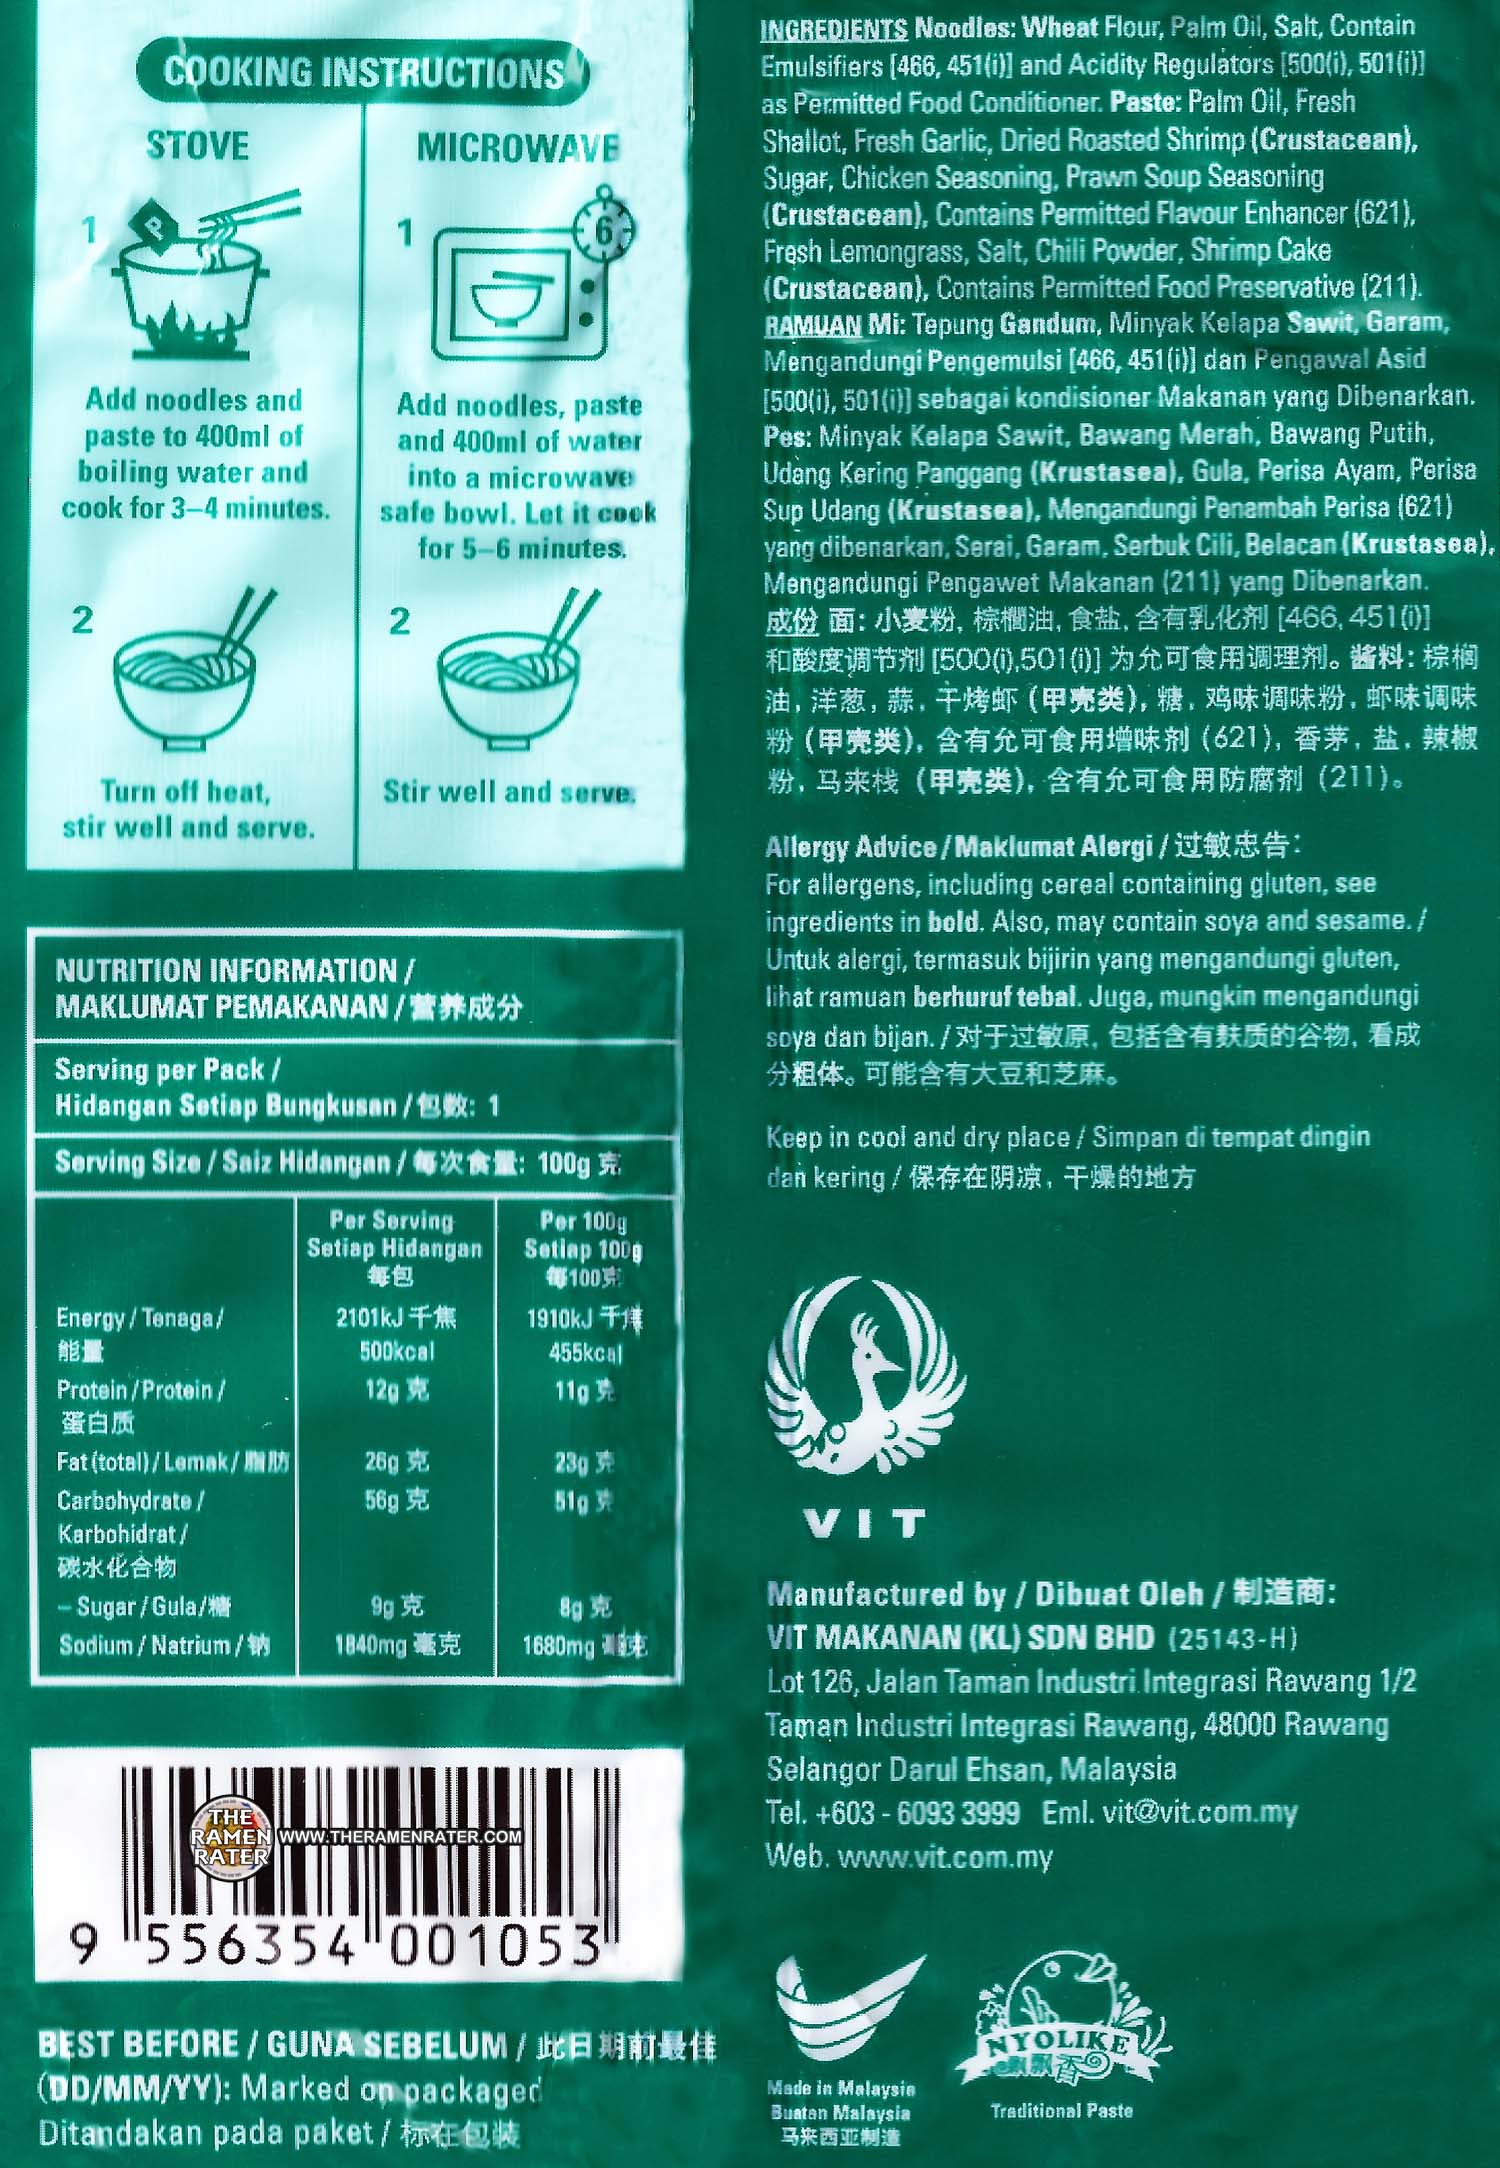 COOKING INSTRUCTIONS
STOVE
1
P
Add noodles and
paste to 400ml of
boiling water and
cook for 3–4 minutes.
2
Turn off heat,
stir well and serve.
MICROWAVE
1
6
Add noodles, paste
and 400ml of water
into a microwave
safe bowl. Let it cook
for 5–6 minutes.
2
Stir well and serve.
NUTRITION INFORMATION /
MAKLUMAT PEMAKANAN / 营养成分
Serving per Pack /
Hidangan Setiap Bungkusan / 包数: 1
Serving Size / Saiz Hidangan / 每次食量: 100g 克
Per Serving Per 100g
Setiap Hidangan Setiap 100g
每包 每100克
Energy / Tenaga / 2101kJ 千焦 1910kJ 千焦
能量 500kcal 455kcal
Protein / Protein / 12g 克 11g 克
蛋白质
Fat (total) / Lemak / 脂肪 26g 克 23g 克
Carbohydrate / 56g 克 51g 克
Karbohidrat /
碳水化合物
– Sugar / Gula / 糖 9g 克 8g 克
Sodium / Natrium / 钠 1840mg 毫克 1680mg 毫克
THE
RAMEN
RATER
WWW.THERAMENRATER.COM
9 556354 001053
BEST BEFORE / GUNA SEBELUM / 此日期前最佳
(DD/MM/YY): Marked on packaged
Ditandakan pada paket / 标在包装
INGREDIENTS Noodles: Wheat Flour, Palm Oil, Salt, Contain
Emulsifiers [466, 451(i)] and Acidity Regulators [500(i), 501(i)]
as Permitted Food Conditioner. Paste: Palm Oil, Fresh
Shallot, Fresh Garlic, Dried Roasted Shrimp (Crustacean),
Sugar, Chicken Seasoning, Prawn Soup Seasoning
(Crustacean), Contains Permitted Flavour Enhancer (621),
Fresh Lemongrass, Salt, Chili Powder, Shrimp Cake
(Crustacean), Contains Permitted Food Preservative (211).
RAMUAN Mi: Tepung Gandum, Minyak Kelapa Sawit, Garam,
Mengandungi Pengemulsi [466, 451(i)] dan Pengawal Asid
[500(i), 501(i)] sebagai kondisioner Makanan yang Dibenarkan.
Pes: Minyak Kelapa Sawit, Bawang Merah, Bawang Putih,
Udang Kering Panggang (Krustasea), Gula, Perisa Ayam, Perisa
Sup Udang (Krustasea), Mengandungi Penambah Perisa (621)
yang dibenarkan, Serai, Garam, Serbuk Cili, Belacan (Krustasea),
Mengandungi Pengawet Makanan (211) yang Dibenarkan.
成份 面: 小麦粉, 棕榈油, 食盐, 含有乳化剂 [466, 451(i)]
和酸度调节剂 [500(i),501(i)] 为允可食用调理剂。酱料: 棕榈
油, 洋葱, 蒜, 干烤虾 (甲壳类), 糖, 鸡味调味粉, 虾味调味
粉 (甲壳类), 含有允可食用增味剂 (621), 香茅, 盐, 辣椒
粉, 马来栈 (甲壳类), 含有允可食用防腐剂 (211)。
Allergy Advice / Maklumat Alergi / 过敏忠告:
For allergens, including cereal containing gluten, see
ingredients in bold. Also, may contain soya and sesame. /
Untuk alergi, termasuk bijirin yang mengandungi gluten,
lihat ramuan berhuruf tebal. Juga, mungkin mengandungi
soya dan bijan. / 对于过敏原, 包括含有麸质的谷物, 看成
分粗体。可能含有大豆和芝麻。
Keep in cool and dry place / Simpan di tempat dingin
dan kering / 保存在阴凉, 干燥的地方
VIT
Manufactured by / Dibuat Oleh / 制造商:
VIT MAKANAN (KL) SDN BHD (25143-H)
Lot 126, Jalan Taman Industri Integrasi Rawang 1/2
Taman Industri Integrasi Rawang, 48000 Rawang
Selangor Darul Ehsan, Malaysia
Tel. +603 - 6093 3999 Eml. vit@vit.com.my
Web. www.vit.com.my
Made in Malaysia
Buatan Malaysia
马来西亚制造
NYOLIKE
飘飘香
Traditional Paste